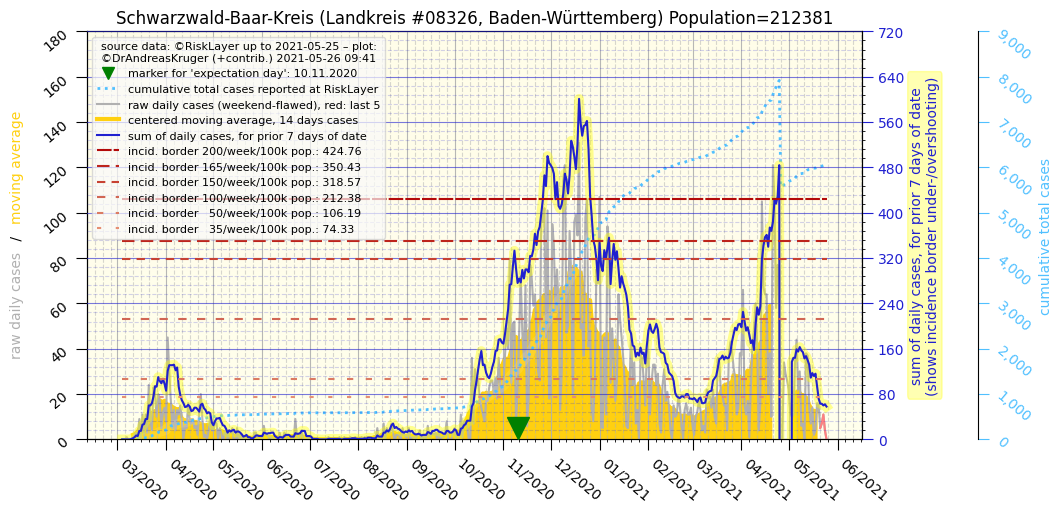 Schwarzwald-Baar-Kreis (Landkreis #08326, Baden-Württemberg) Population=212381
source data: ©RiskLayer up to 2021-05-25 – plot:
©DrAndreasKruger (+contrib.) 2021-05-26 09:41
marker for 'expectation day': 10.11.2020
cumulative total cases reported at RiskLayer
raw daily cases (weekend-flawed), red: last 5
centered moving average, 14 days cases
sum of daily cases, for prior 7 days of date
incid. border 200/week/100k pop.: 424.76
incid. border 165/week/100k pop.: 350.43
incid. border 150/week/100k pop.: 318.57
incid. border 100/week/100k pop.: 212.38
incid. border 50/week/100k pop.: 106.19
incid. border 35/week/100k pop.: 74.33
raw daily cases / moving average
180
160
140
120
100
80
60
40
20
0
03/2020
04/2020
05/2020
06/2020
07/2020
08/2020
09/2020
10/2020
11/2020
12/2020
01/2021
02/2021
03/2021
04/2021
05/2021
06/2021
720
640
560
480
400
320
240
160
80
0
sum of daily cases, for prior 7 days of date
(shows incidence border under-/overshooting)
9,000
8,000
7,000
6,000
5,000
4,000
3,000
2,000
1,000
0
cumulative total cases